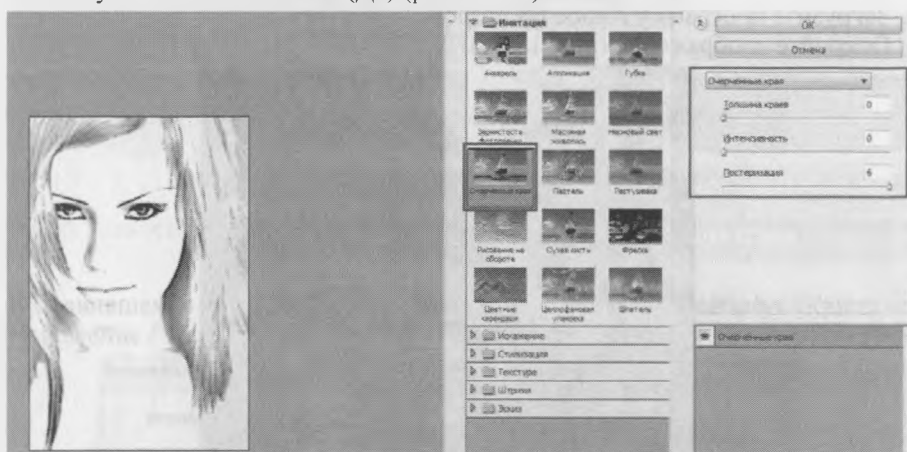 Имитация
Акварель
Аппликация
Губка
Зернистость фотопленки
Масляная живопись
Неоновый свет
Очерченные края
Пастель
Растушевка
Рисование на обороте
Сухая кисть
Фреска
Цветные карандаши
Целлофановая упаковка
Шпатель
Искажение
Стилизация
Текстура
Штрихи
Эскиз
ОК
Отмена
Очерченные края
Толщина краев 0
Интенсивность 0
Постеризация 6
Очерченные края